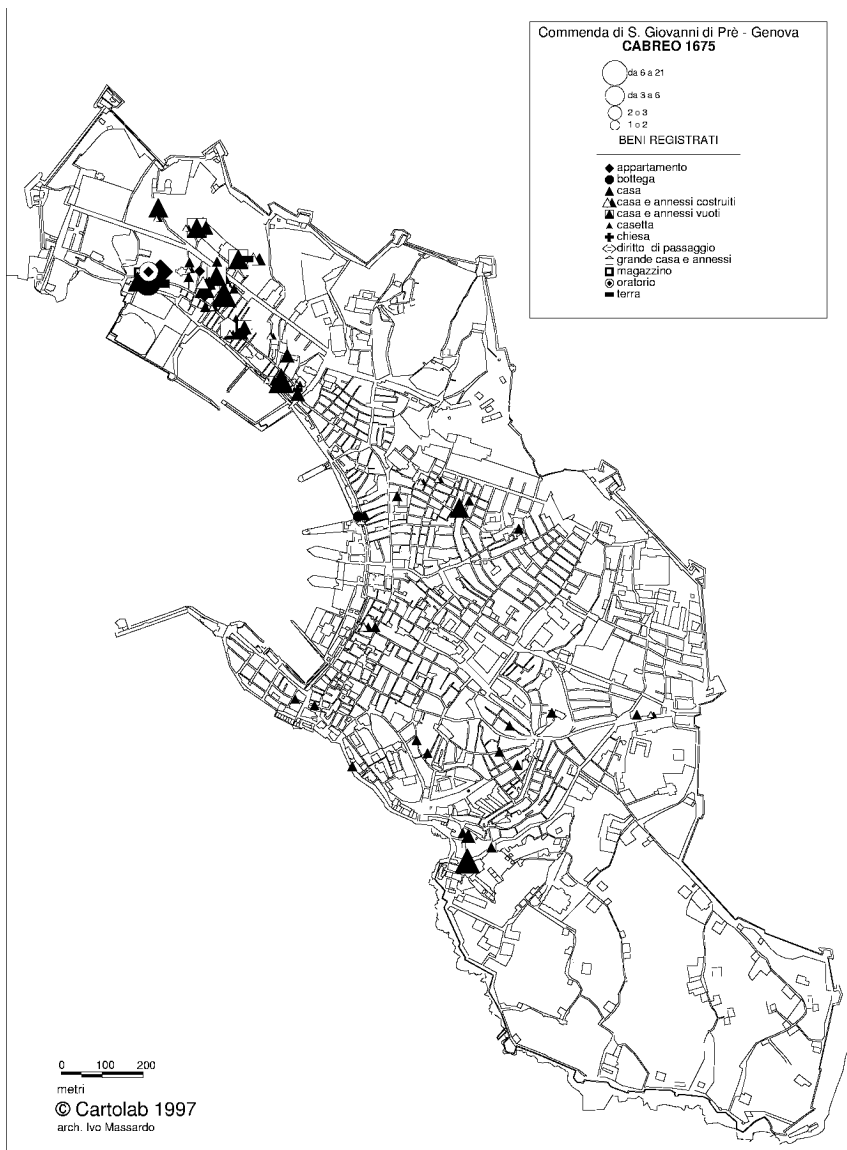 Commenda di S. Giovanni di Prè - Genova
CABREO 1675
da 6 a 21
da 3 a 6
2 o 3
1 o 2
BENI REGISTRATI
appartamento
bottega
casa
casa e annessi costruiti
casa e annessi vuoti
casetta
chiesa
diritto di passaggio
grande casa e annessi
magazzino
oratorio
terra
0 100 200
metri
© Cartolab 1997
arch. Ivo Massardo